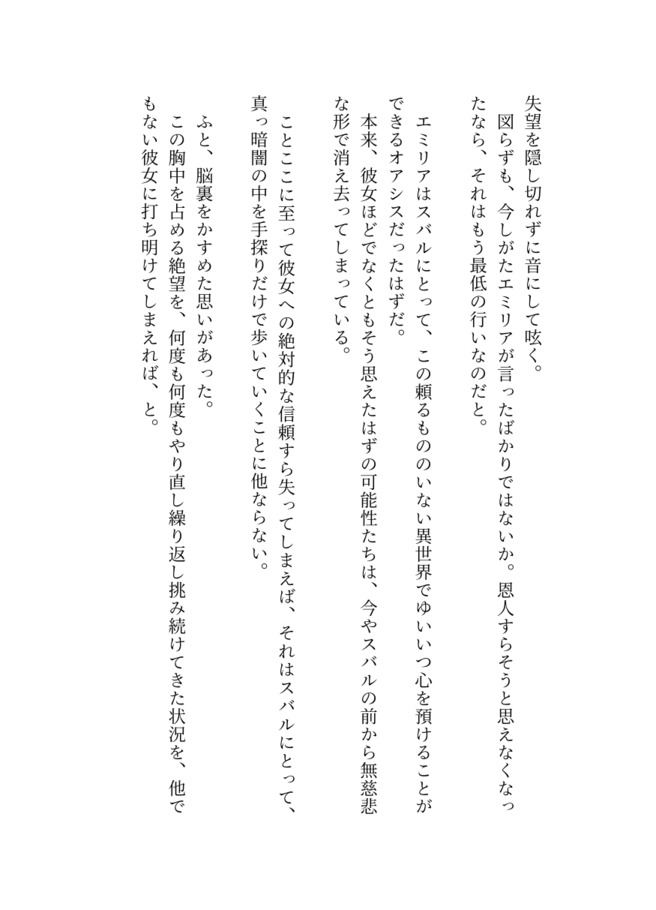 失望を隠し切れずに音にして呟く。
　図らずも、今しがたエミリアが言ったばかりではないか。恩人すらそうと思えなくなっ
たなら、それはもう最低の行いなのだと。
　エミリアはスバルにとって、この頼るもののいない異世界でゆいいつ心を預けることが
できるオアシスだったはずだ。
　本来、彼女ほどでなくともそう思えたはずの可能性たちは、今やスバルの前から無慈悲
な形で消え去ってしまっている。
　ことここに至って彼女への絶対的な信頼すら失ってしまえば、それはスバルにとって、
真っ暗闇の中を手探りだけで歩いていくことに他ならない。
　ふと、脳裏をかすめた思いがあった。
　この胸中を占める絶望を、何度も何度もやり直し繰り返し挑み続けてきた状況を、他で
もない彼女に打ち明けてしまえれば、と。